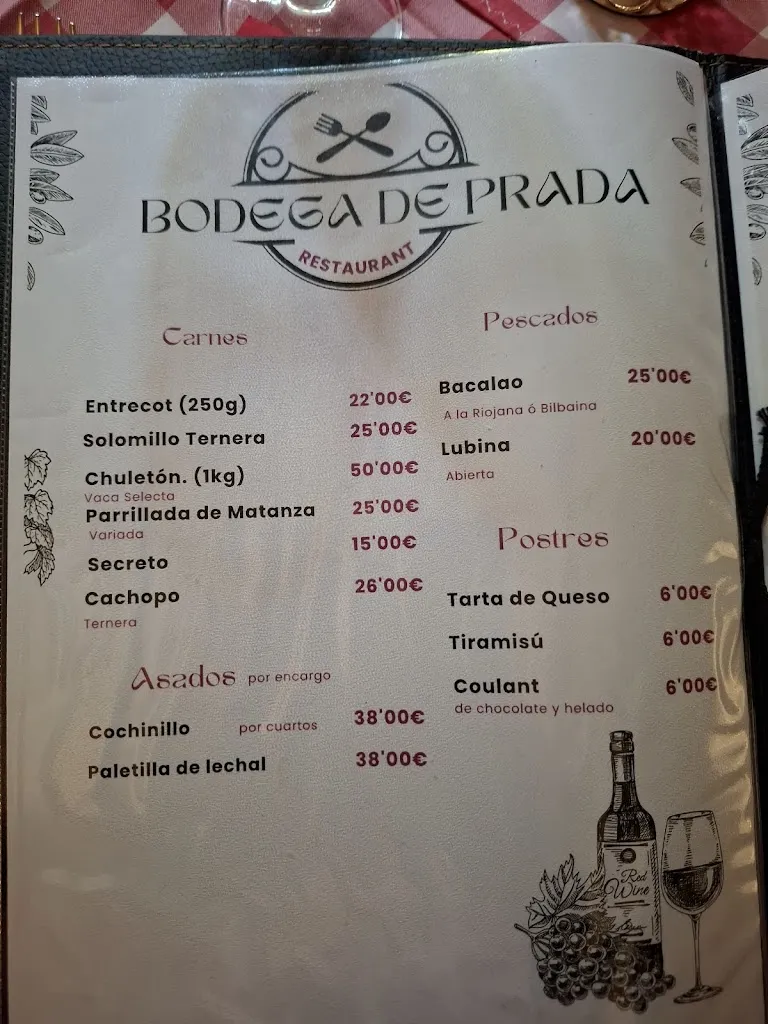 BODEGA DE PRADA
RESTAURANT
Carnes
Entrecot (250g) 22'00€
Solomillo Ternera 25'00€
Chuletón. (1kg) 50'00€
Vaca Selecta
Parrillada de Matanza 25'00€
Variada
Secreto 15'00€
Cachopo 26'00€
Ternera
Asados por encargo
Cochinillo por cuartos 38'00€
Paletilla de lechal 38'00€
Pescados
Bacalao 25'00€
A la Riojana ó Bilbaina
Lubina 20'00€
Abierta
Postres
Tarta de Queso 6'00€
Tiramisú 6'00€
Coulant 6'00€
de chocolate y helado
Red
Wine